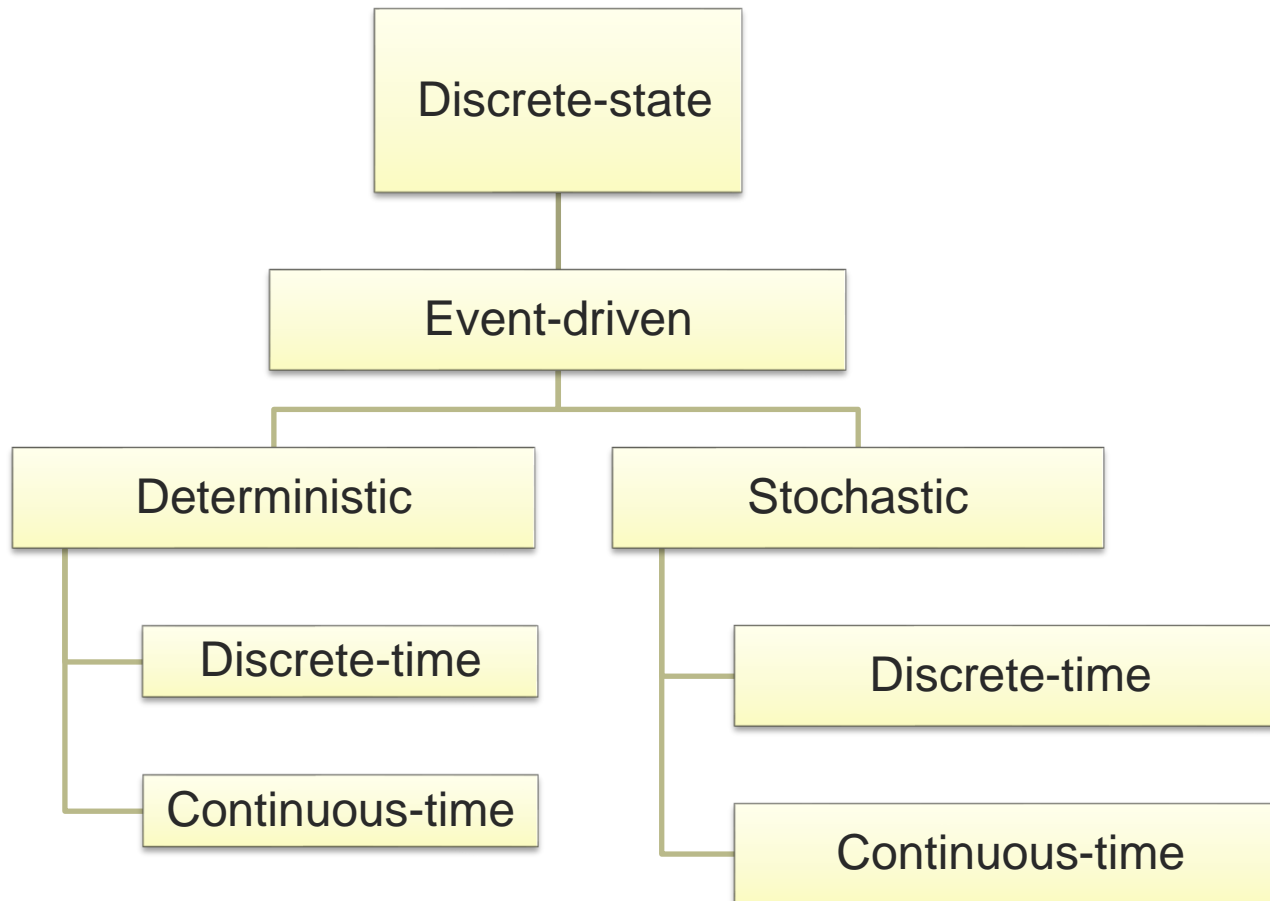 Discrete-state
Event-driven
Deterministic
Stochastic
Discrete-time
Continuous-time
Discrete-time
Continuous-time